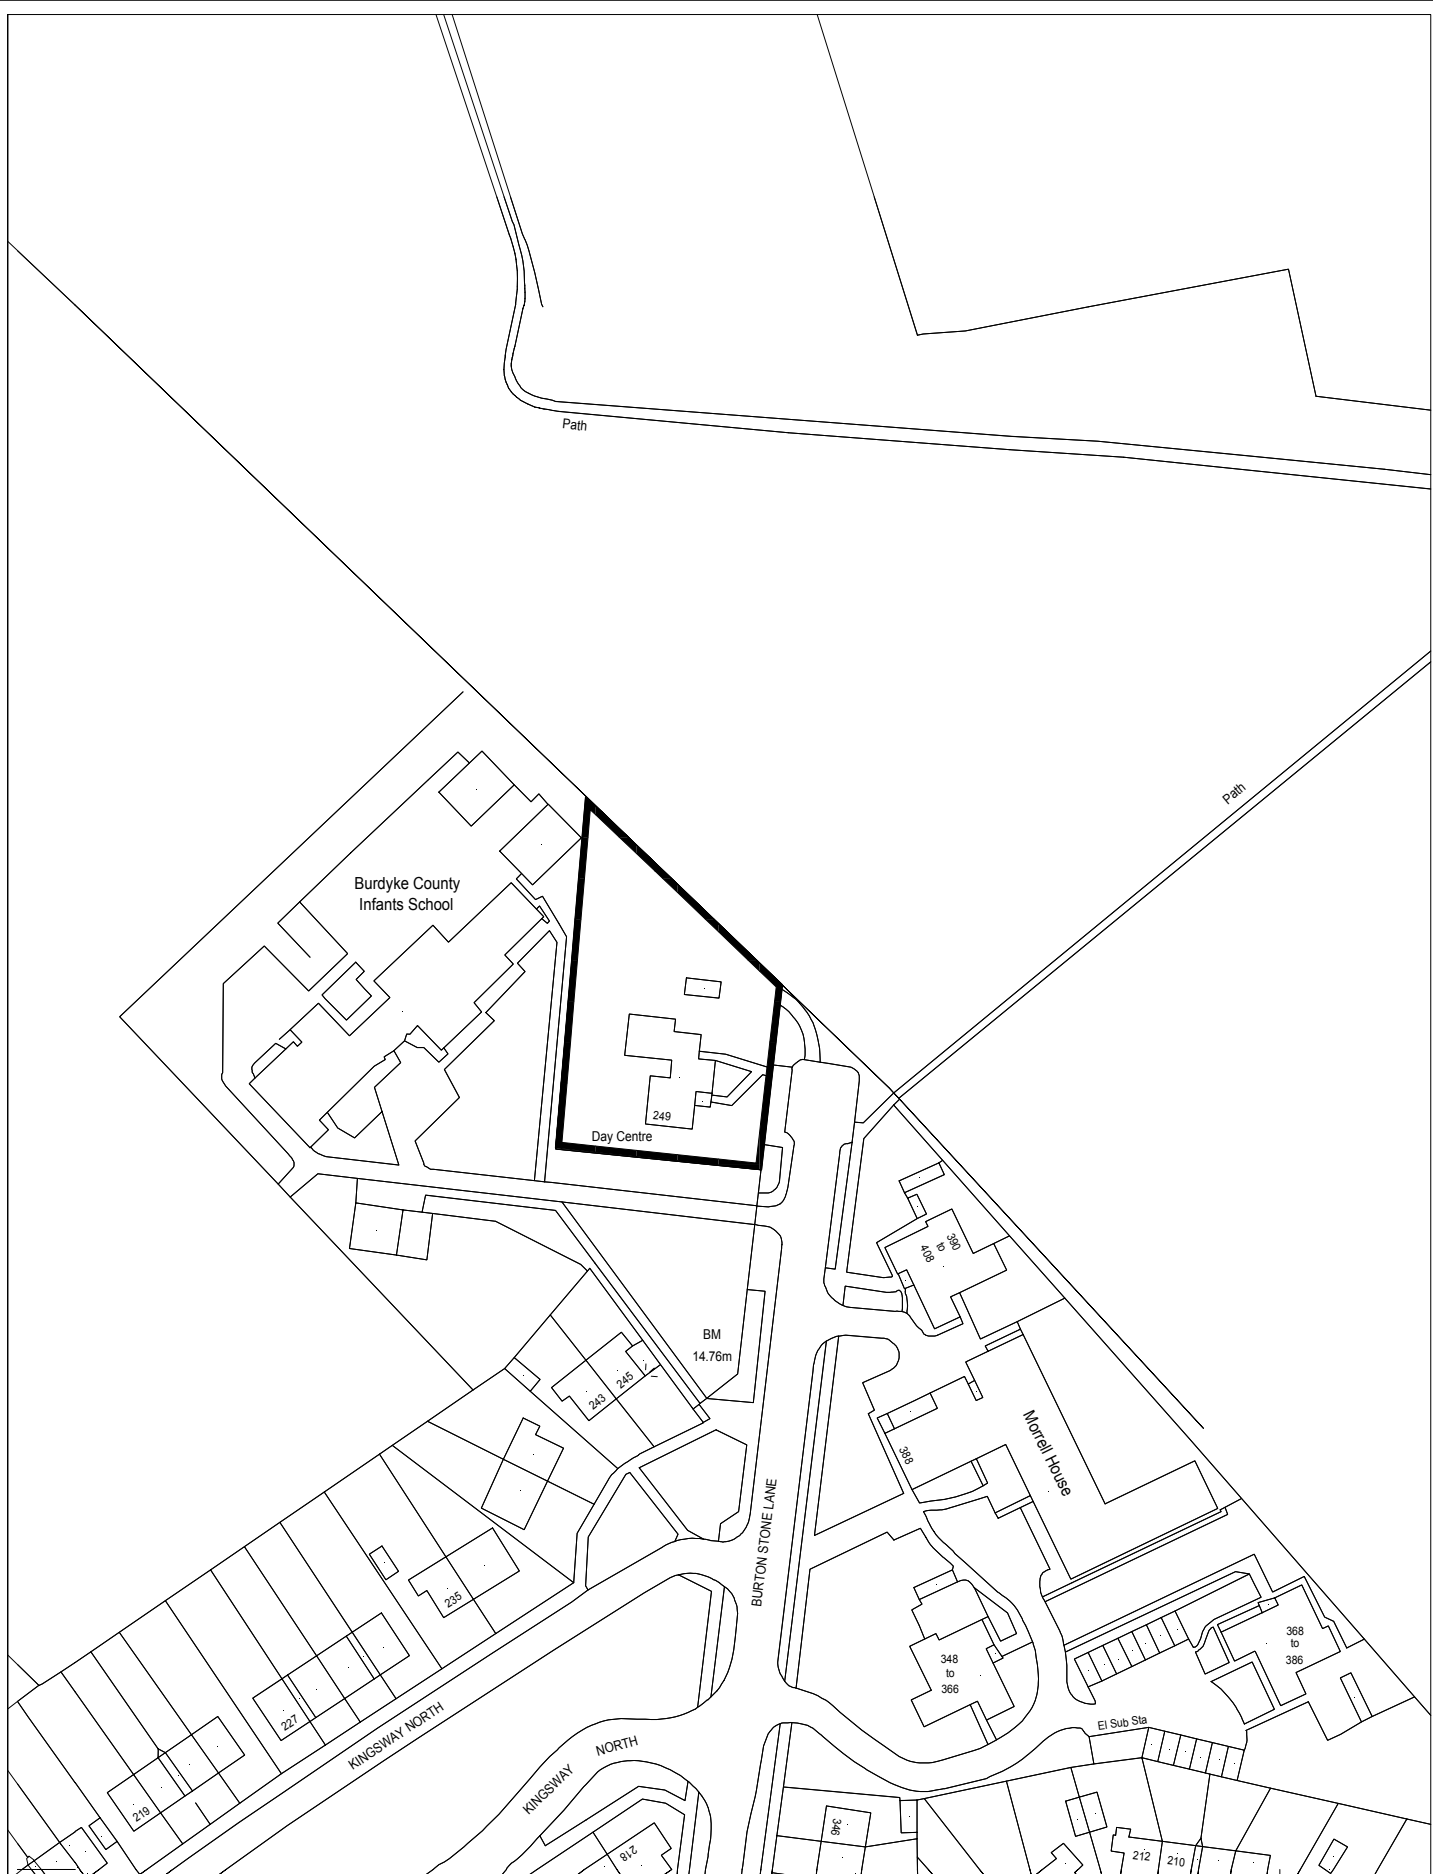 Path
Path
Burdyke County
Infants School
249
Day Centre
390
to
408
BM
14.76m
243
245
388
Morrell House
BURTON STONE LANE
235
368
to
386
348
to
366
227
KINGSWAY NORTH
El Sub Sta
KINGSWAY NORTH
219
218
346
212
210